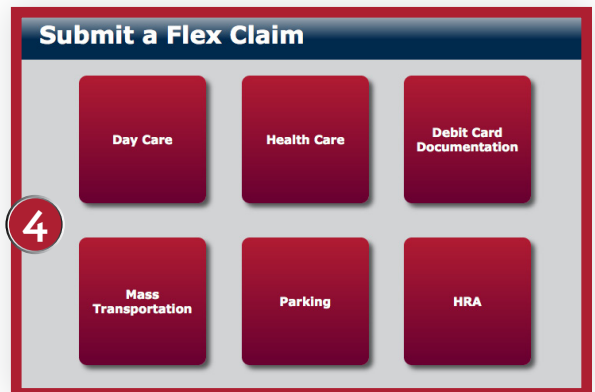 Submit a Flex Claim
Day Care
Health Care
Debit Card
Documentation
4
Mass
Transportation
Parking
HRA